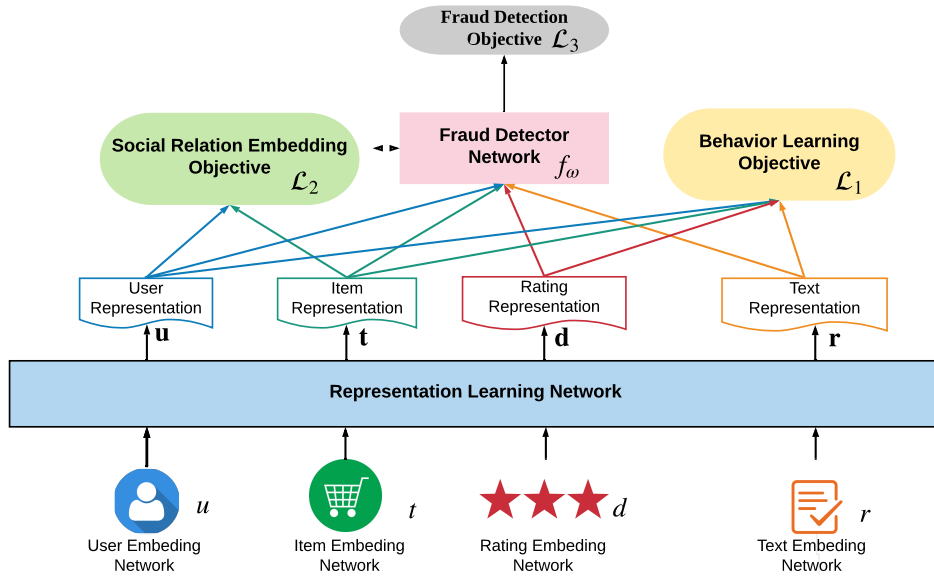 Fraud Detection
Objective ℒ3
Social Relation Embedding
Objective
ℒ2
Fraud Detector
Network
fω
Behavior Learning
Objective
ℒ1
User
Representation
Item
Representation
Rating
Representation
Text
Representation
u
t
d
r
Representation Learning Network
u
t
d
r
User Embeding
Network
Item Embeing
Network
Rating Embeding
Network
Text Embeding
Network